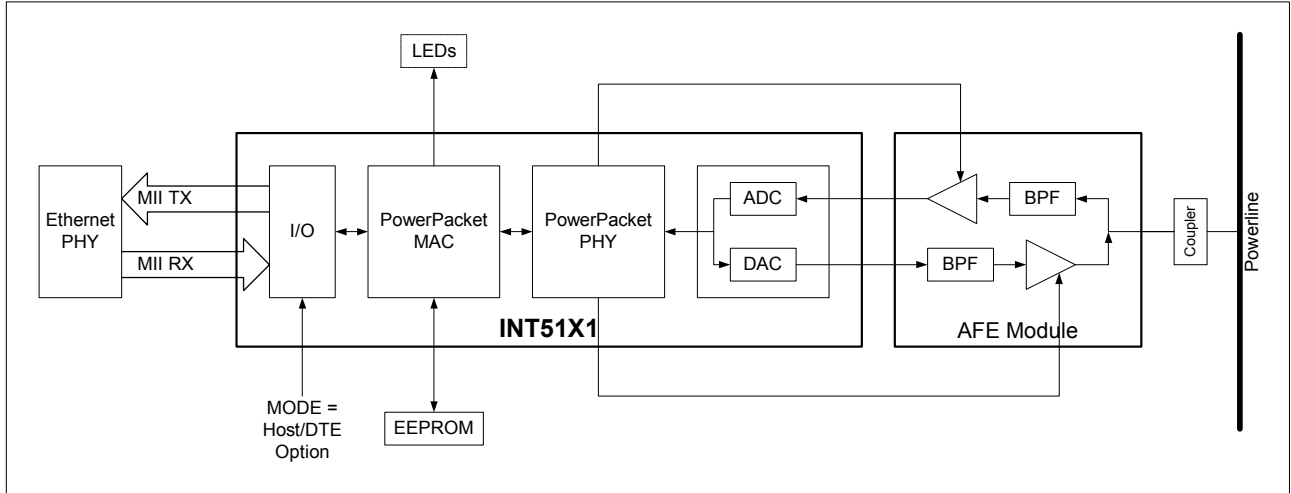 LEDs
Ethernet
PHY
MII TX
MII RX
I/O
PowerPacket
MAC
PowerPacket
PHY
ADC
DAC
INT51X1
BPF
BPF
AFE Module
Coupler
Powerline
MODE =
Host/DTE
Option
EEPROM